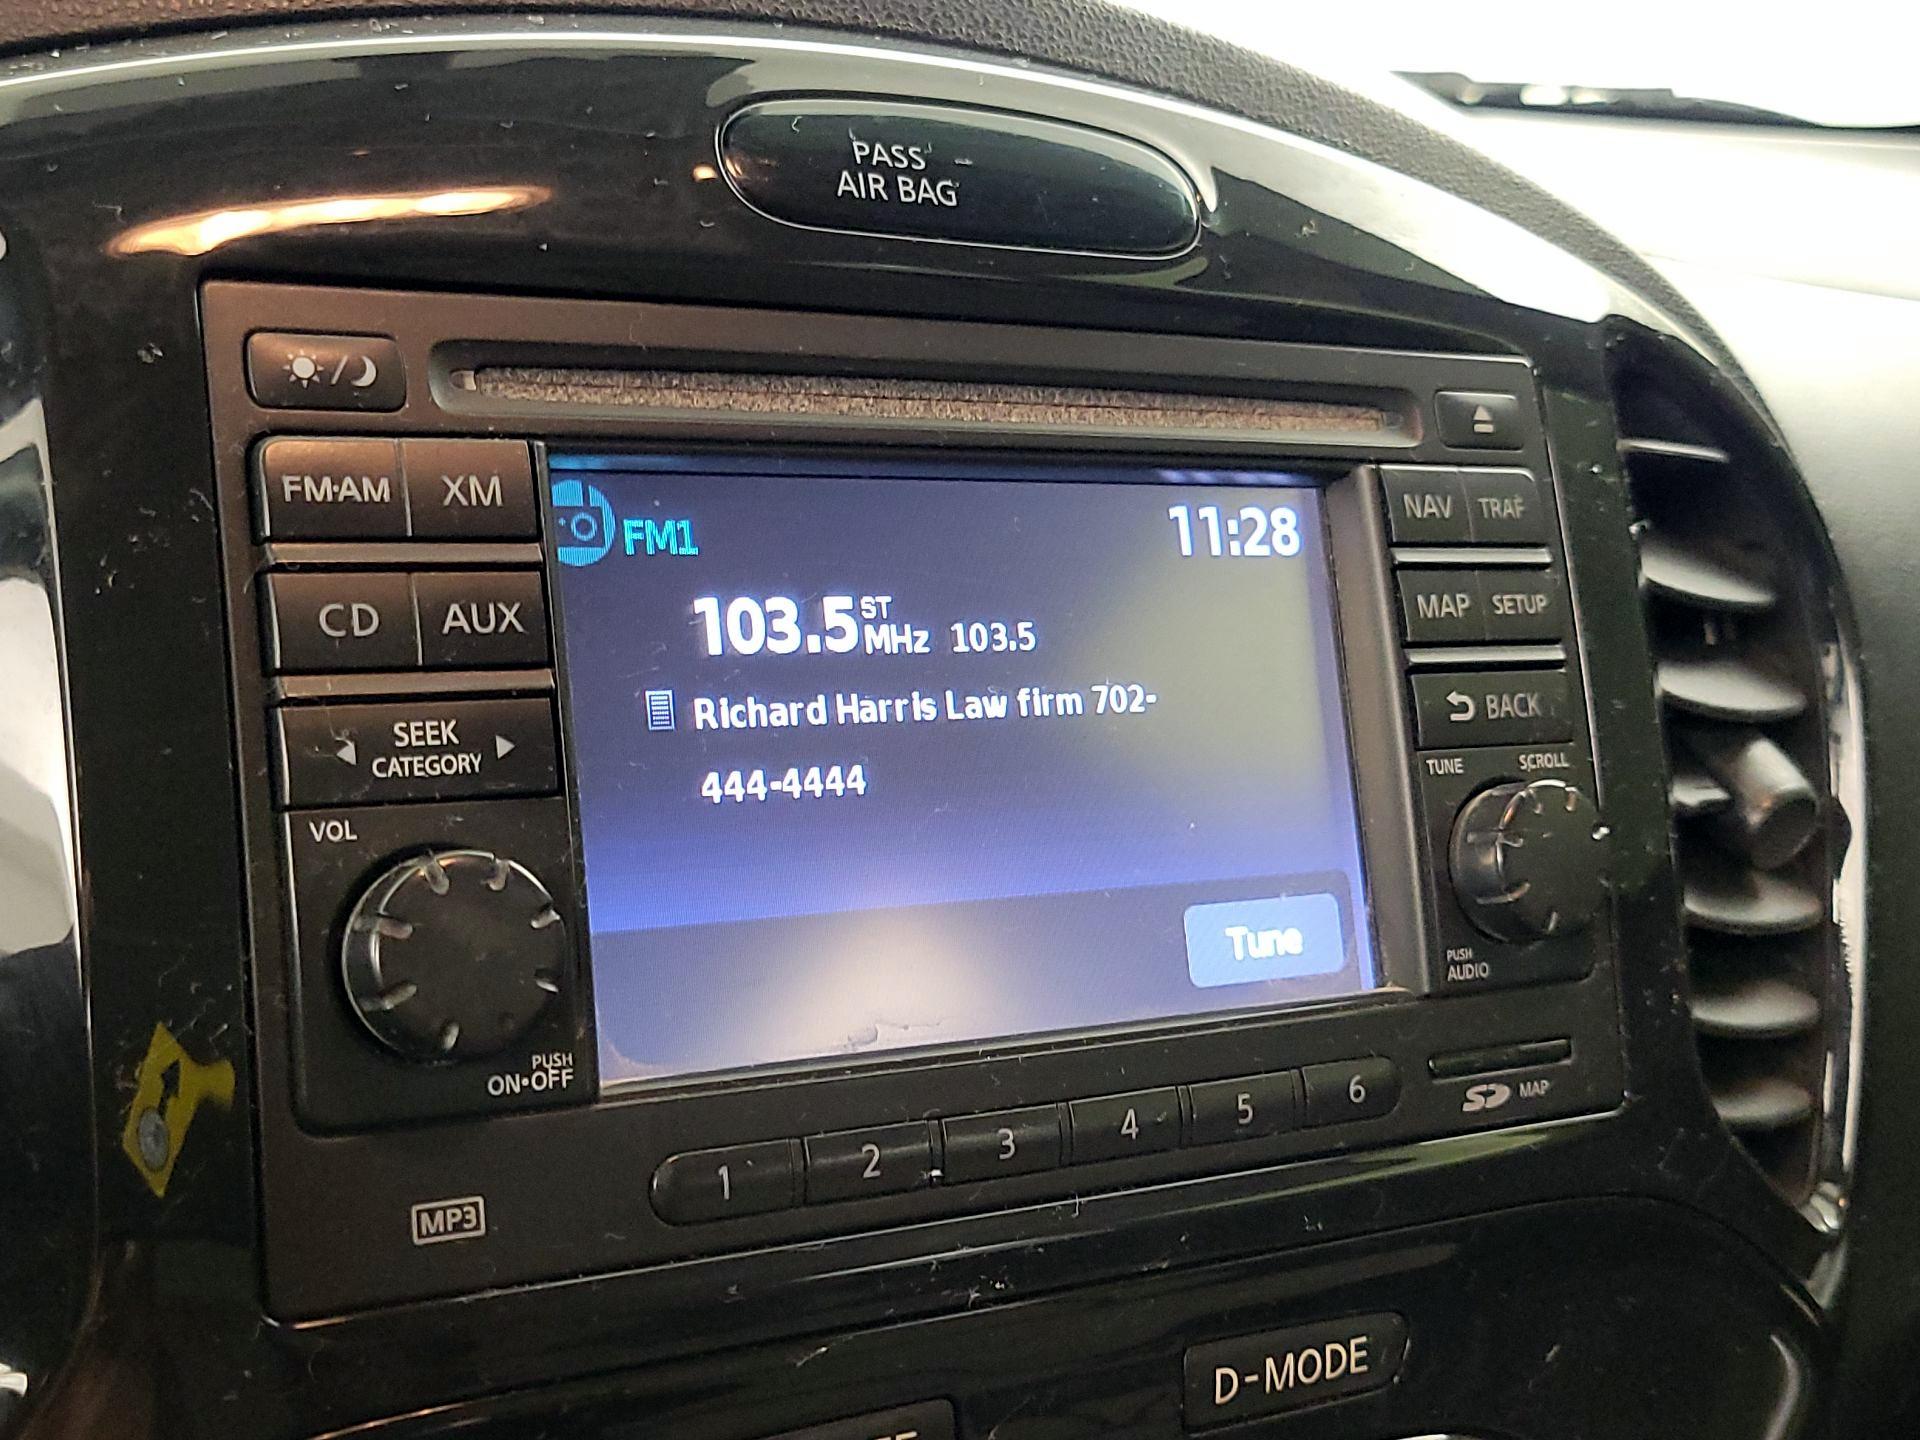 PASS
AIR BAG
FM·AM XM
CD AUX
SEEK
CATEGORY
VOL
PUSH
ON•OFF
FM1 11:28
103.5 ST MHz 103.5
Richard Harris Law firm 702-
444-4444
Tune
NAV TRAF
MAP SETUP
BACK
TUNE SCROLL
PUSH
AUDIO
1 2 3 4 5 6
SD MAP
MP3
D-MODE